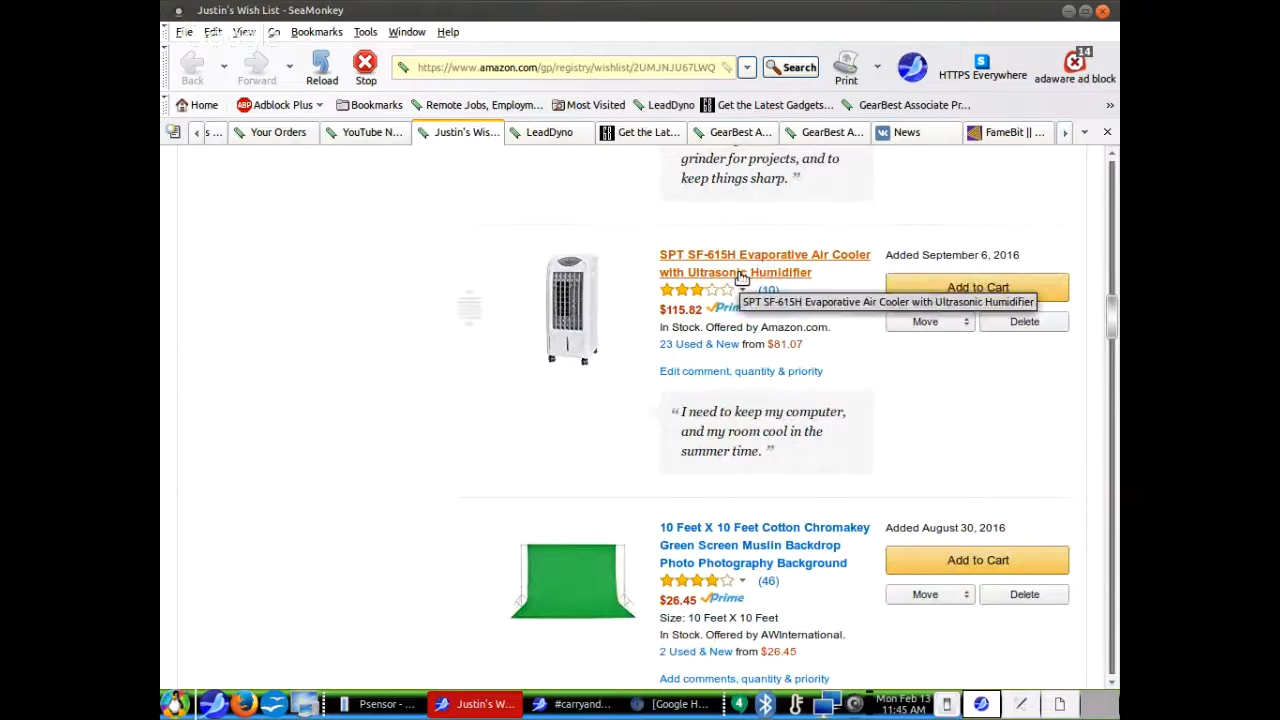 Justin's Wish List - SeaMonkey
File Edit View Go Bookmarks Tools Window Help
Back Forward Reload Stop https://www.amazon.com/gp/registry/wishlist/2UMJNJU67LWQ Search Print HTTPS Everywhere 14 adaware ad block
Home ABP Adblock Plus Bookmarks Remote Jobs, Employm... Most Visited LeadDyno Get the Latest Gadgets... GearBest Associate Pr... »
s ... Your Orders YouTube N... Justin's Wis... LeadDyno Get the Lat... GearBest A... GearBest A... News FameBit || ...
grinder for projects, and to
keep things sharp. ”
SPT SF-615H Evaporative Air Cooler
with Ultrasonic Humidifier
(10)
$115.82 Prime
In Stock. Offered by Amazon.com.
23 Used & New from $81.07
Edit comment, quantity & priority
Added September 6, 2016
Add to Cart
SPT SF-615H Evaporative Air Cooler with Ultrasonic Humidifier
Move Delete
“ I need to keep my computer,
and my room cool in the
summer time. ”
10 Feet X 10 Feet Cotton Chromakey
Green Screen Muslin Backdrop
Photo Photography Background
(46)
$26.45 Prime
Size: 10 Feet X 10 Feet
In Stock. Offered by AWInternational.
2 Used & New from $26.45
Add comments, quantity & priority
Added August 30, 2016
Add to Cart
Move Delete
Psensor - ... Justin's W... #carryand... [Google H... 4 Mon Feb 13
11:45 AM